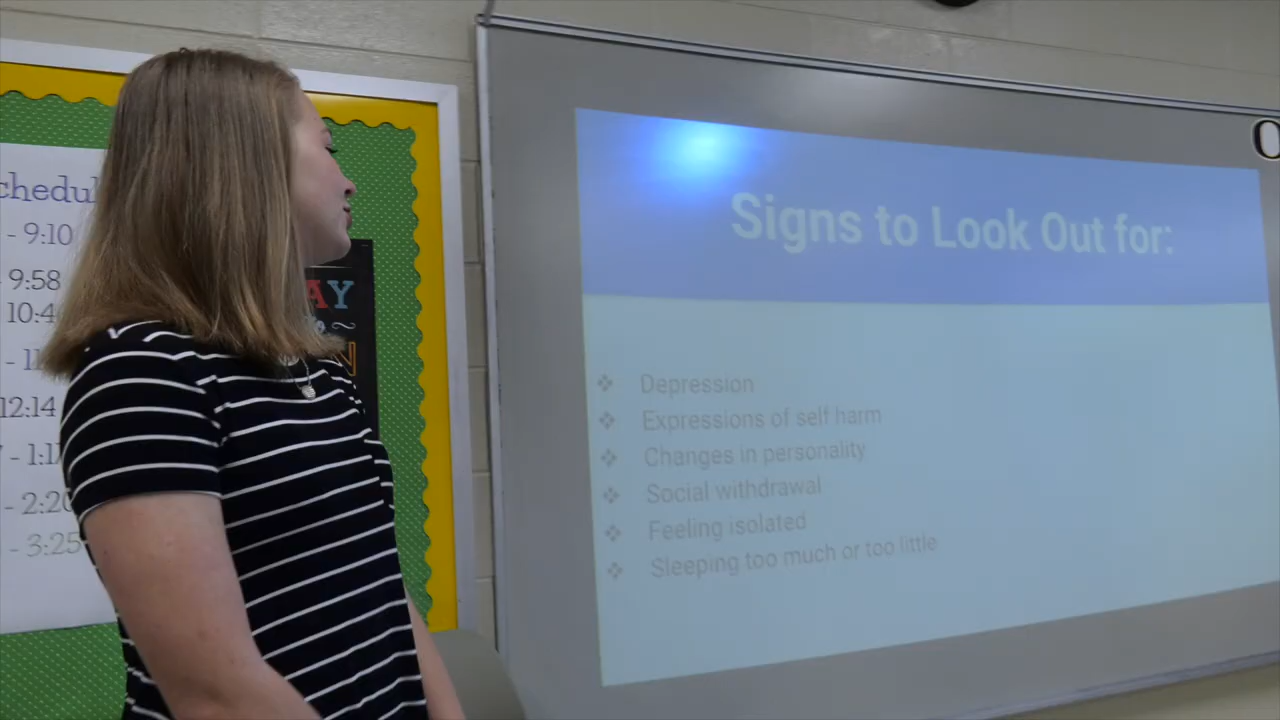 chedul
- 9:10
9:58
10:4
- 11
12:14
- 1:1
- 2:20
- 3:25
AY
N
Signs to Look Out for:
❖ Depression
❖ Expressions of self harm
❖ Changes in personality
❖ Social withdrawal
❖ Feeling isolated
❖ Sleeping too much or too little
O